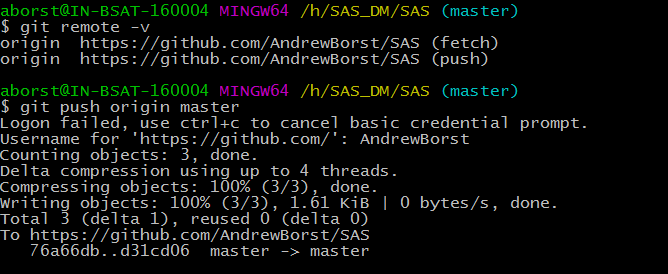 aborst@IN-BSAT-160004 MINGW64 /h/SAS_DM/SAS (master)
$ git remote -v
origin  https://github.com/AndrewBorst/SAS (fetch)
origin  https://github.com/AndrewBorst/SAS (push)

aborst@IN-BSAT-160004 MINGW64 /h/SAS_DM/SAS (master)
$ git push origin master
Logon failed, use ctrl+c to cancel basic credential prompt.
Username for 'https://github.com/': AndrewBorst
Counting objects: 3, done.
Delta compression using up to 4 threads.
Compressing objects: 100% (3/3), done.
Writing objects: 100% (3/3), 1.61 KiB | 0 bytes/s, done.
Total 3 (delta 1), reused 0 (delta 0)
To https://github.com/AndrewBorst/SAS
   76a66db..d31cd06  master -> master